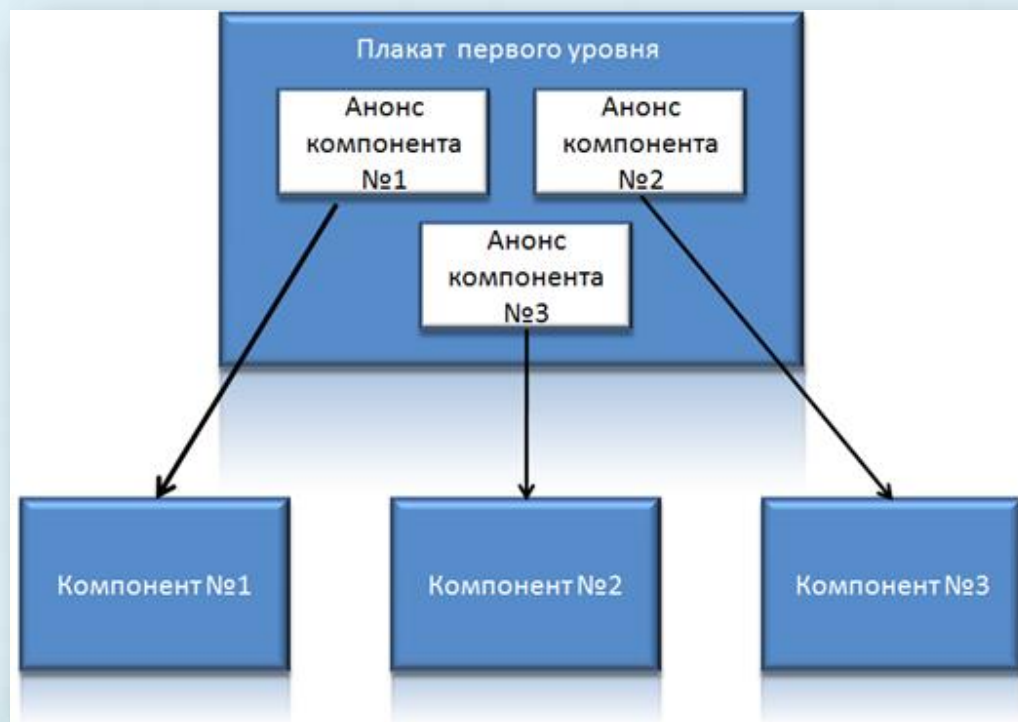 Плакат первого уровня
Анонс
компонента
№1
Анонс
компонента
№2
Анонс
компонента
№3
Компонент №1
Компонент №2
Компонент №3